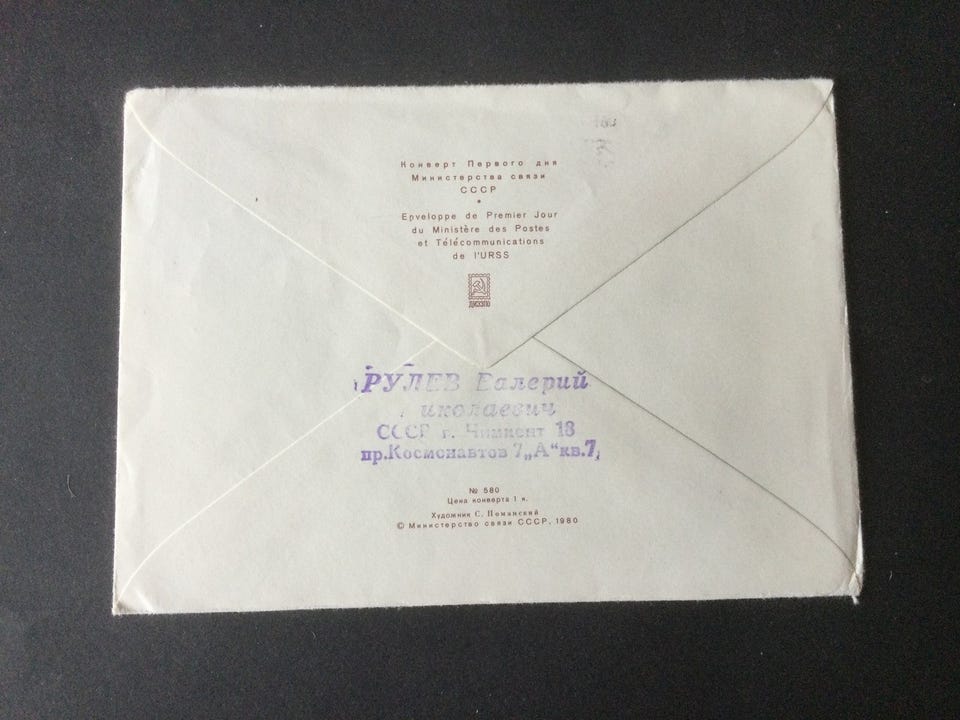 Конверт Первого дня
Министерства связи
СССР
•
Enveloppe de Premier Jour
du Ministère des Postes
et Télécommunications
de l'URSS
ДИЭЗПО
РУЛЕВ Валерий
иколаевич
СССР г. Чимкент 18
пр.Космонавтов 7„А“кв.7,
№ 580
Цена конверта 1 к.
Художник С. Поманский
© Министерство связи СССР, 1980